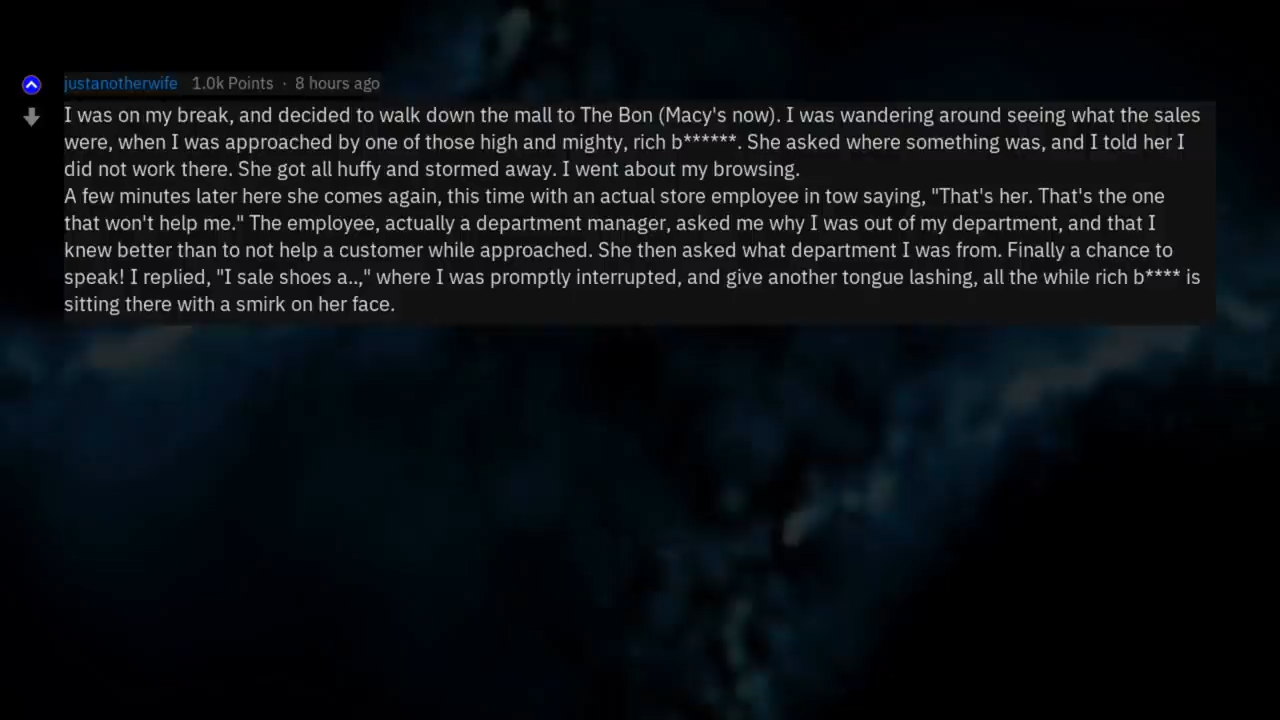 justanotherwife 1.0k Points · 8 hours ago
I was on my break, and decided to walk down the mall to The Bon (Macy's now). I was wandering around seeing what the sales
were, when I was approached by one of those high and mighty, rich b******. She asked where something was, and I told her I
did not work there. She got all huffy and stormed away. I went about my browsing.
A few minutes later here she comes again, this time with an actual store employee in tow saying, "That's her. That's the one
that won't help me." The employee, actually a department manager, asked me why I was out of my department, and that I
knew better than to not help a customer while approached. She then asked what department I was from. Finally a chance to
speak! I replied, "I sale shoes a..," where I was promptly interrupted, and give another tongue lashing, all the while rich b**** is
sitting there with a smirk on her face.